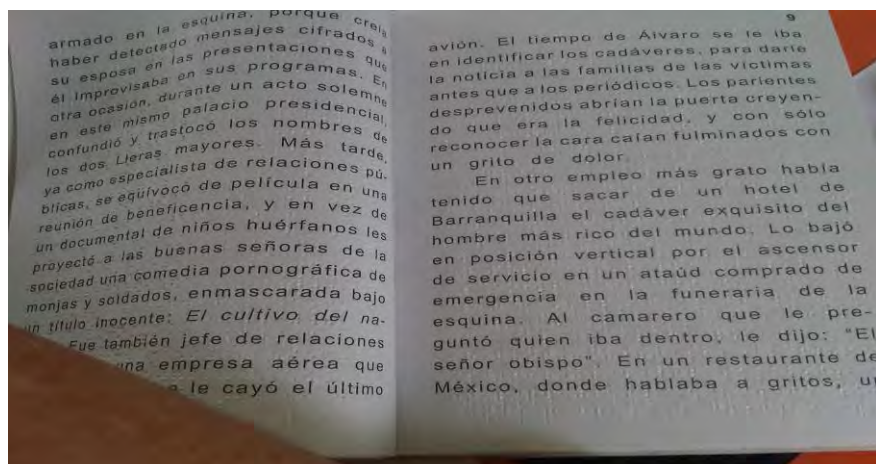 armado en la esquina, porque creía
haber detectado mensajes cifrados a
su esposa en las presentaciones que
él improvisaba en sus programas. En
otra ocasión, durante un acto solemne
en este mismo palacio presidencial,
confundió y trastocó los nombres de
los dos Lleras mayores. Más tarde,
ya como especialista de relaciones pú-
blicas, se equivocó de película en una
reunión de beneficencia, y en vez de
un documental de niños huérfanos les
proyectó a las buenas señoras de la
sociedad una comedia pornográfica de
monjas y soldados, enmascarada bajo
un título inocente: El cultivo del na-
Fue también jefe de relaciones
una empresa aérea que
le cayó el último
9
avión. El tiempo de Álvaro se le iba
en identificar los cadáveres, para darle
la noticia a las familias de las víctimas
antes que a los periódicos. Los parientes
desprevenidos abrían la puerta creyen-
do que era la felicidad, y con sólo
reconocer la cara caían fulminados con
un grito de dolor.
En otro empleo más grato había
tenido que sacar de un hotel de
Barranquilla el cadáver exquisito del
hombre más rico del mundo. Lo bajó
en posición vertical por el ascensor
de servicio en un ataúd comprado de
emergencia en la funeraria de la
esquina. Al camarero que le pre-
guntó quien iba dentro, le dijo: “El
señor obispo”. En un restaurante de
México, donde hablaba a gritos, u